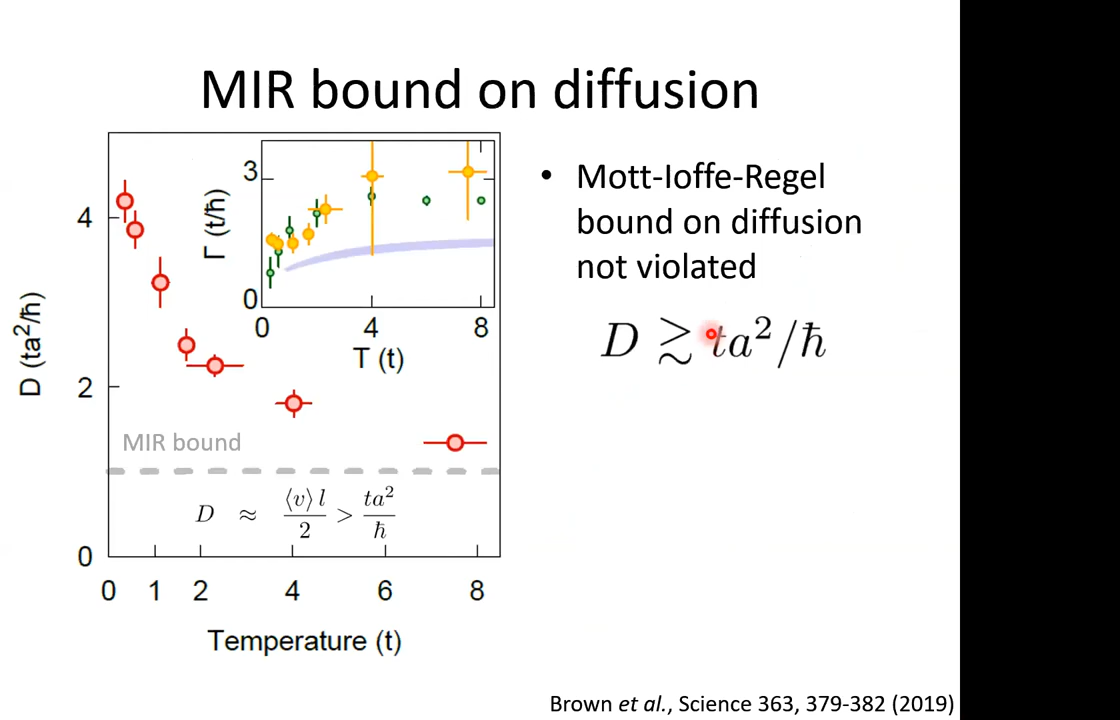 MIR bound on diffusion
4
2
0
D (ta²/ħ)
0 1 2 4 6 8
Temperature (t)
3
0
Γ (t/ħ)
0 4 8
T (t)
MIR bound
D ≈ ⟨v⟩ l / 2 > ta² / ħ
• Mott-Ioffe-Regel
bound on diffusion
not violated
D ≳ ta²/ħ
Brown et al., Science 363, 379-382 (2019)